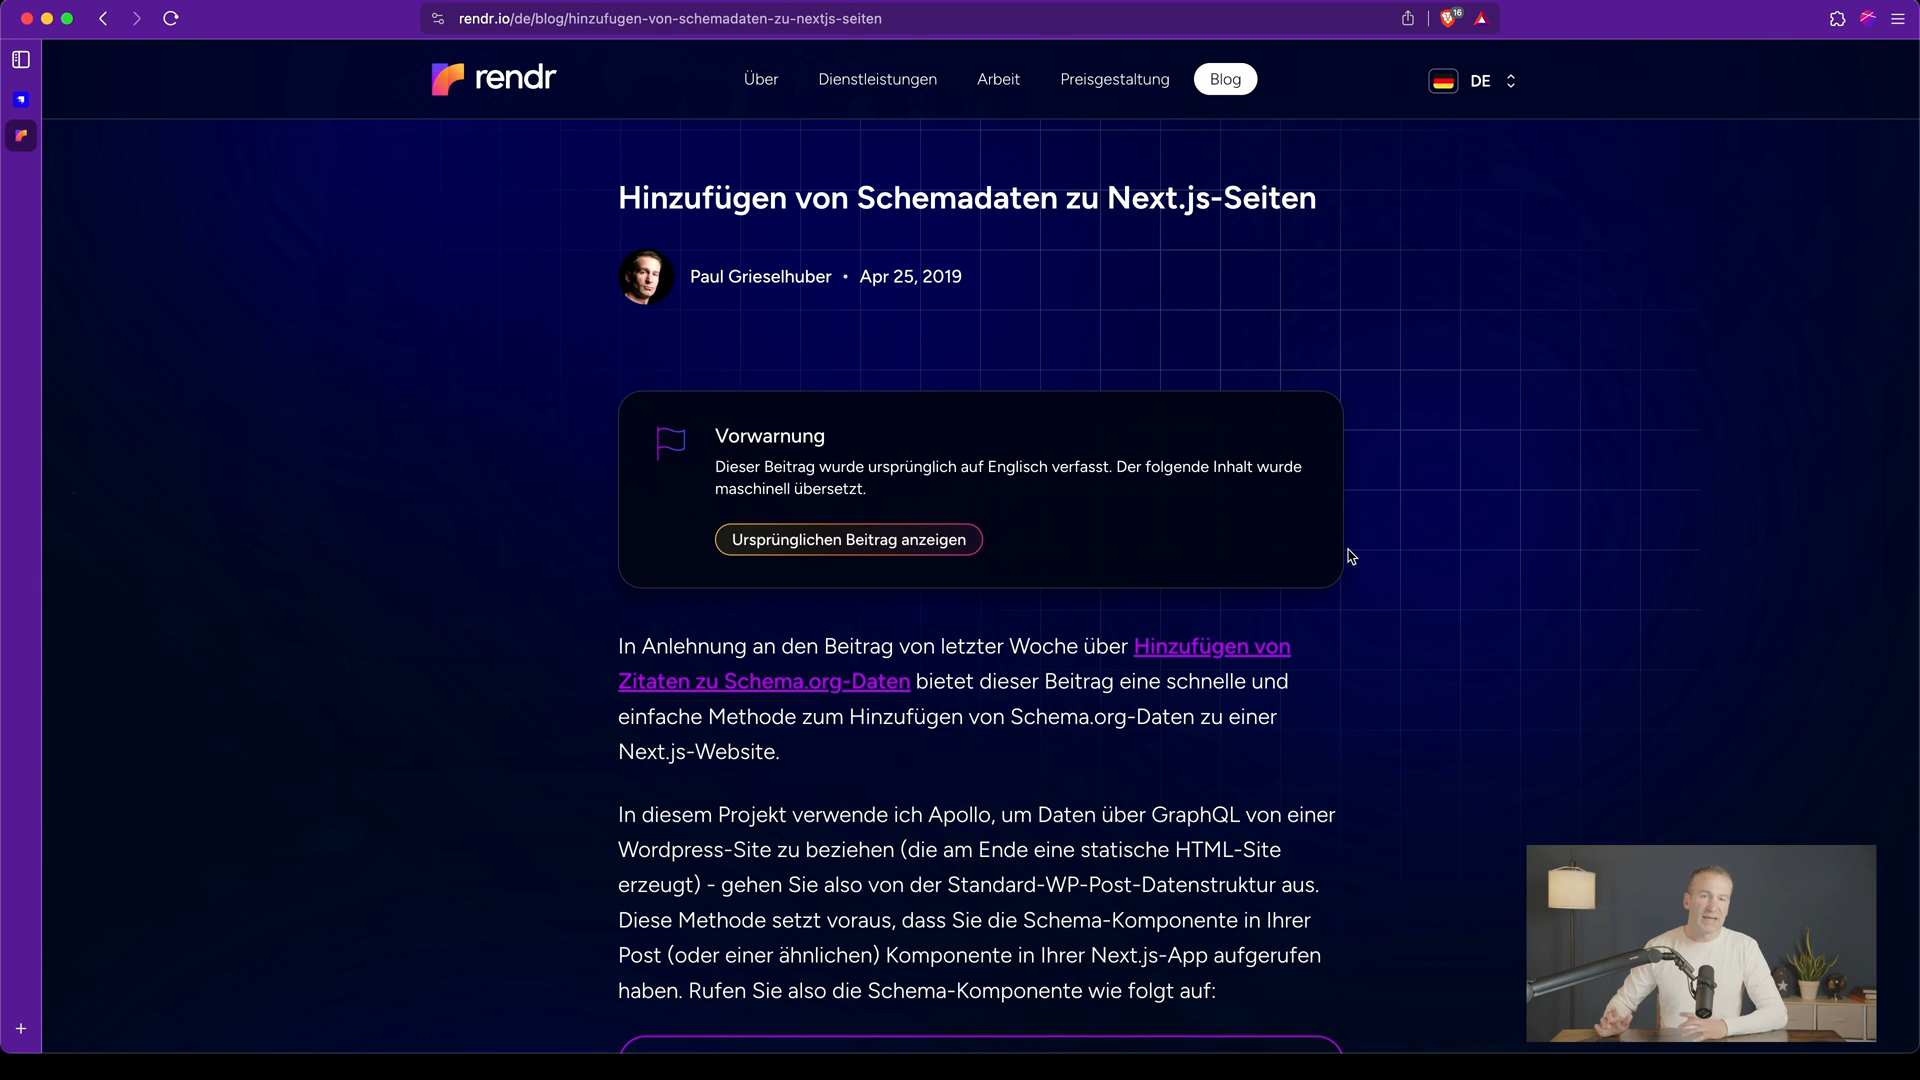 rendr.io/de/blog/hinzufugen-von-schemadaten-zu-nextjs-seiten
16
rendr
Über
Dienstleistungen
Arbeit
Preisgestaltung
Blog
DE
Hinzufügen von Schemadaten zu Next.js-Seiten
Paul Grieselhuber • Apr 25, 2019
Vorwarnung
Dieser Beitrag wurde ursprünglich auf Englisch verfasst. Der folgende Inhalt wurde
maschinell übersetzt.
Ursprünglichen Beitrag anzeigen
In Anlehnung an den Beitrag von letzter Woche über Hinzufügen von
Zitaten zu Schema.org-Daten bietet dieser Beitrag eine schnelle und
einfache Methode zum Hinzufügen von Schema.org-Daten zu einer
Next.js-Website.
In diesem Projekt verwende ich Apollo, um Daten über GraphQL von einer
Wordpress-Site zu beziehen (die am Ende eine statische HTML-Site
erzeugt) - gehen Sie also von der Standard-WP-Post-Datenstruktur aus.
Diese Methode setzt voraus, dass Sie die Schema-Komponente in Ihrer
Post (oder einer ähnlichen) Komponente in Ihrer Next.js-App aufgerufen
haben. Rufen Sie also die Schema-Komponente wie folgt auf: